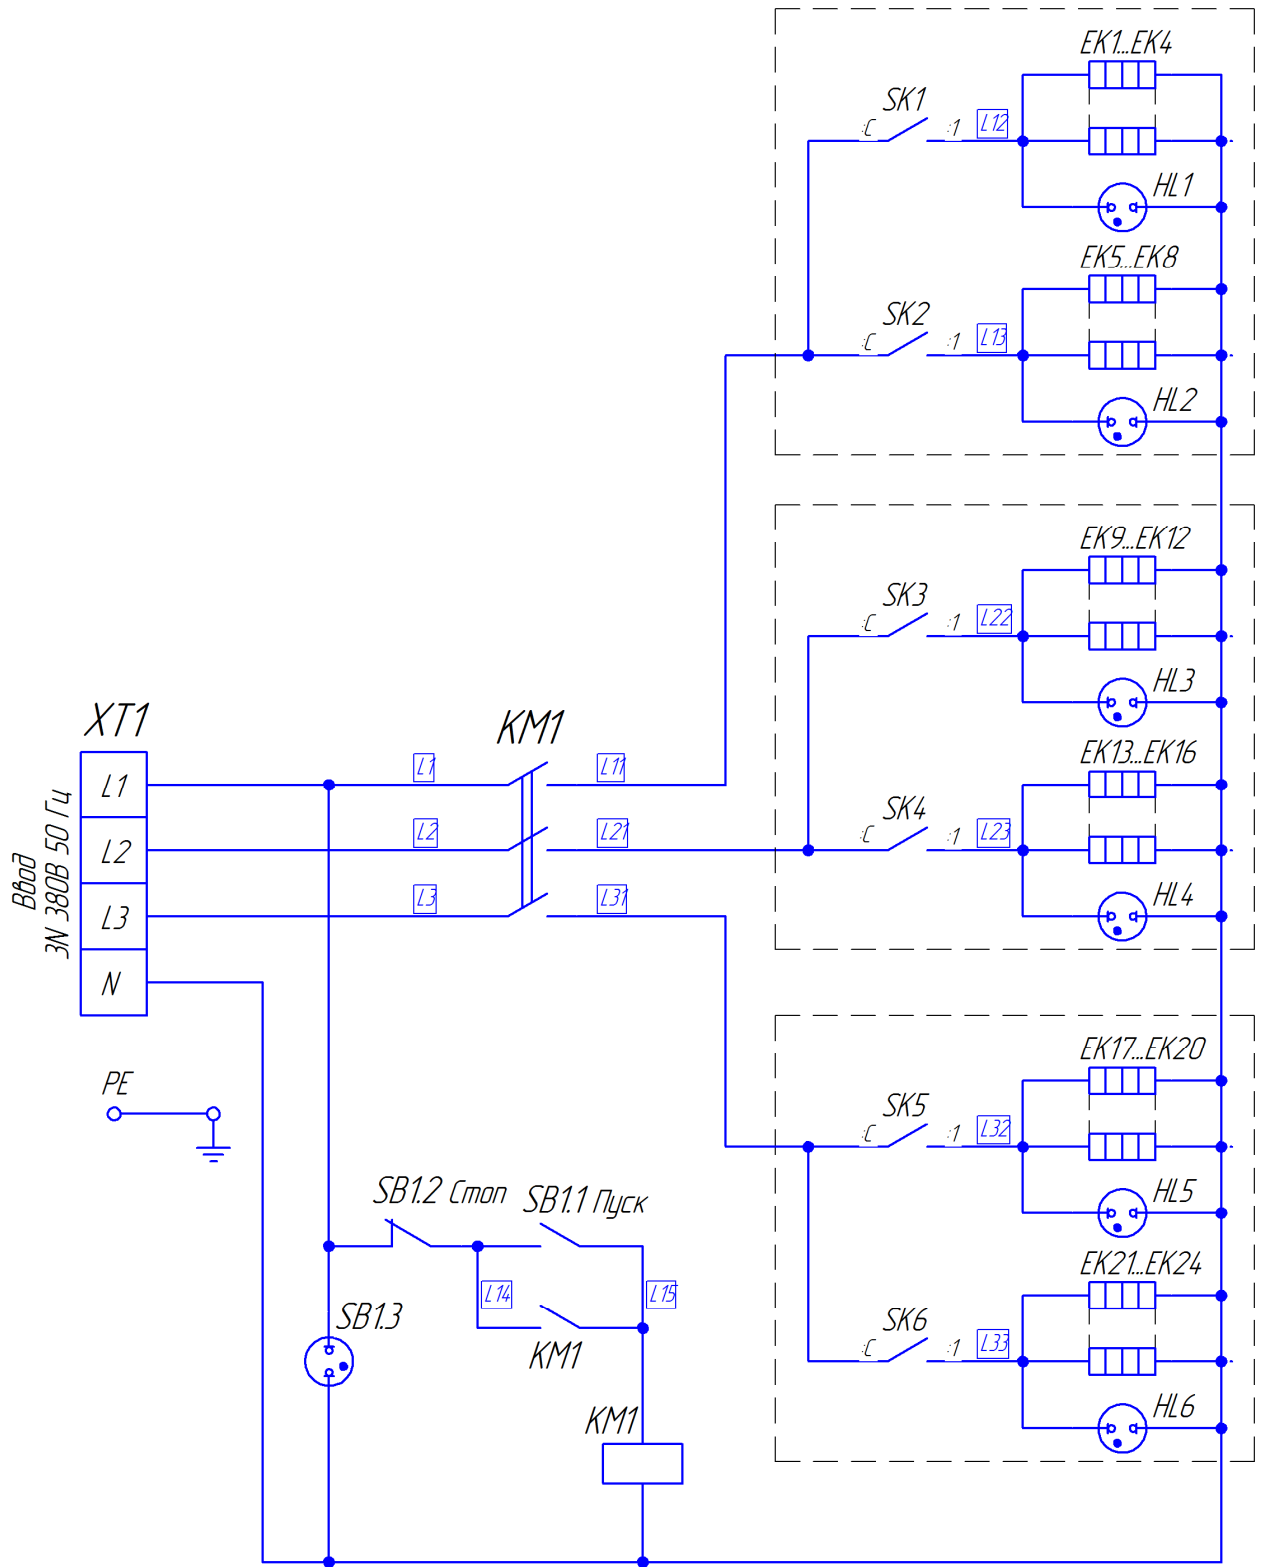 EK1...EK4
SK1
:C
:1
L12
HL1
EK5...EK8
SK2
:C
:1
L13
HL2
EK9...EK12
SK3
:C
:1
L22
HL3
EK13...EK16
SK4
:C
:1
L23
HL4
XT1
KM1
Ввод
3N 380В 50 Гц
L1
L1
L11
L2
L2
L21
L3
L3
L31
N
PE
EK17...EK20
SK5
:C
:1
L32
HL5
EK21...EK24
SK6
:C
:1
L33
HL6
SB1.2 Стоп
SB1.1 Пуск
L14
L15
SB1.3
KM1
KM1